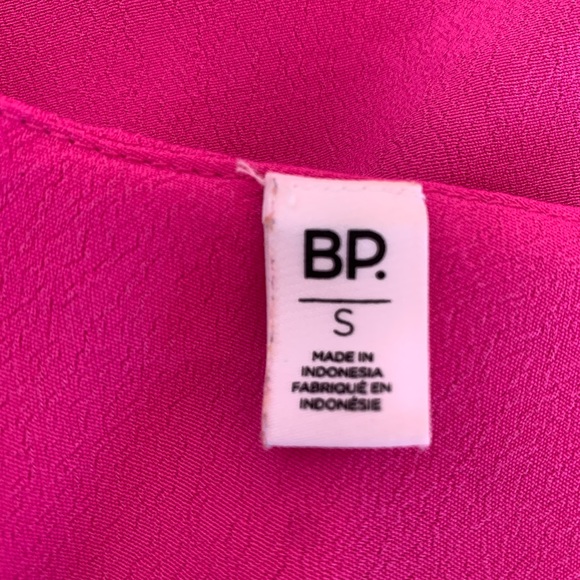 BP.
S
MADE IN
INDONESIA
FABRIQUÉ EN
INDONÉSIE